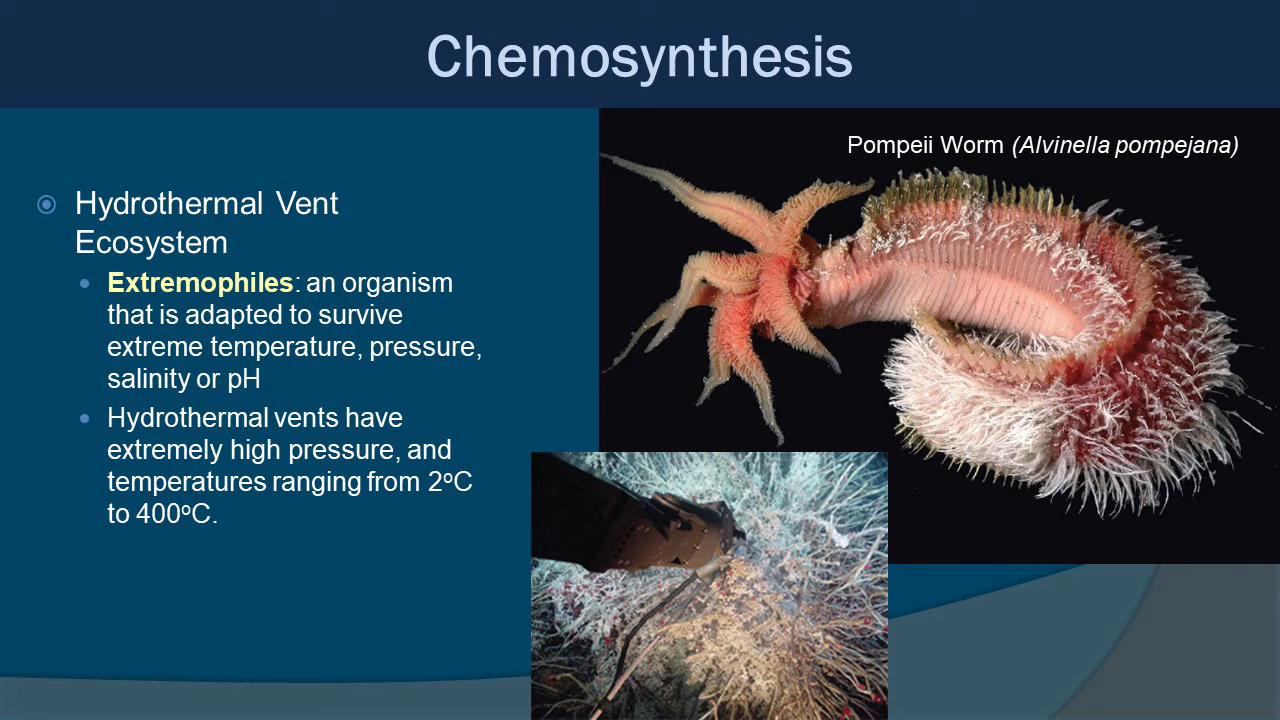 Chemosynthesis
Pompeii Worm (Alvinella pompejana)
Hydrothermal Vent
Ecosystem
Extremophiles: an organism
that is adapted to survive
extreme temperature, pressure,
salinity or pH
Hydrothermal vents have
extremely high pressure, and
temperatures ranging from 2ºC
to 400ºC.